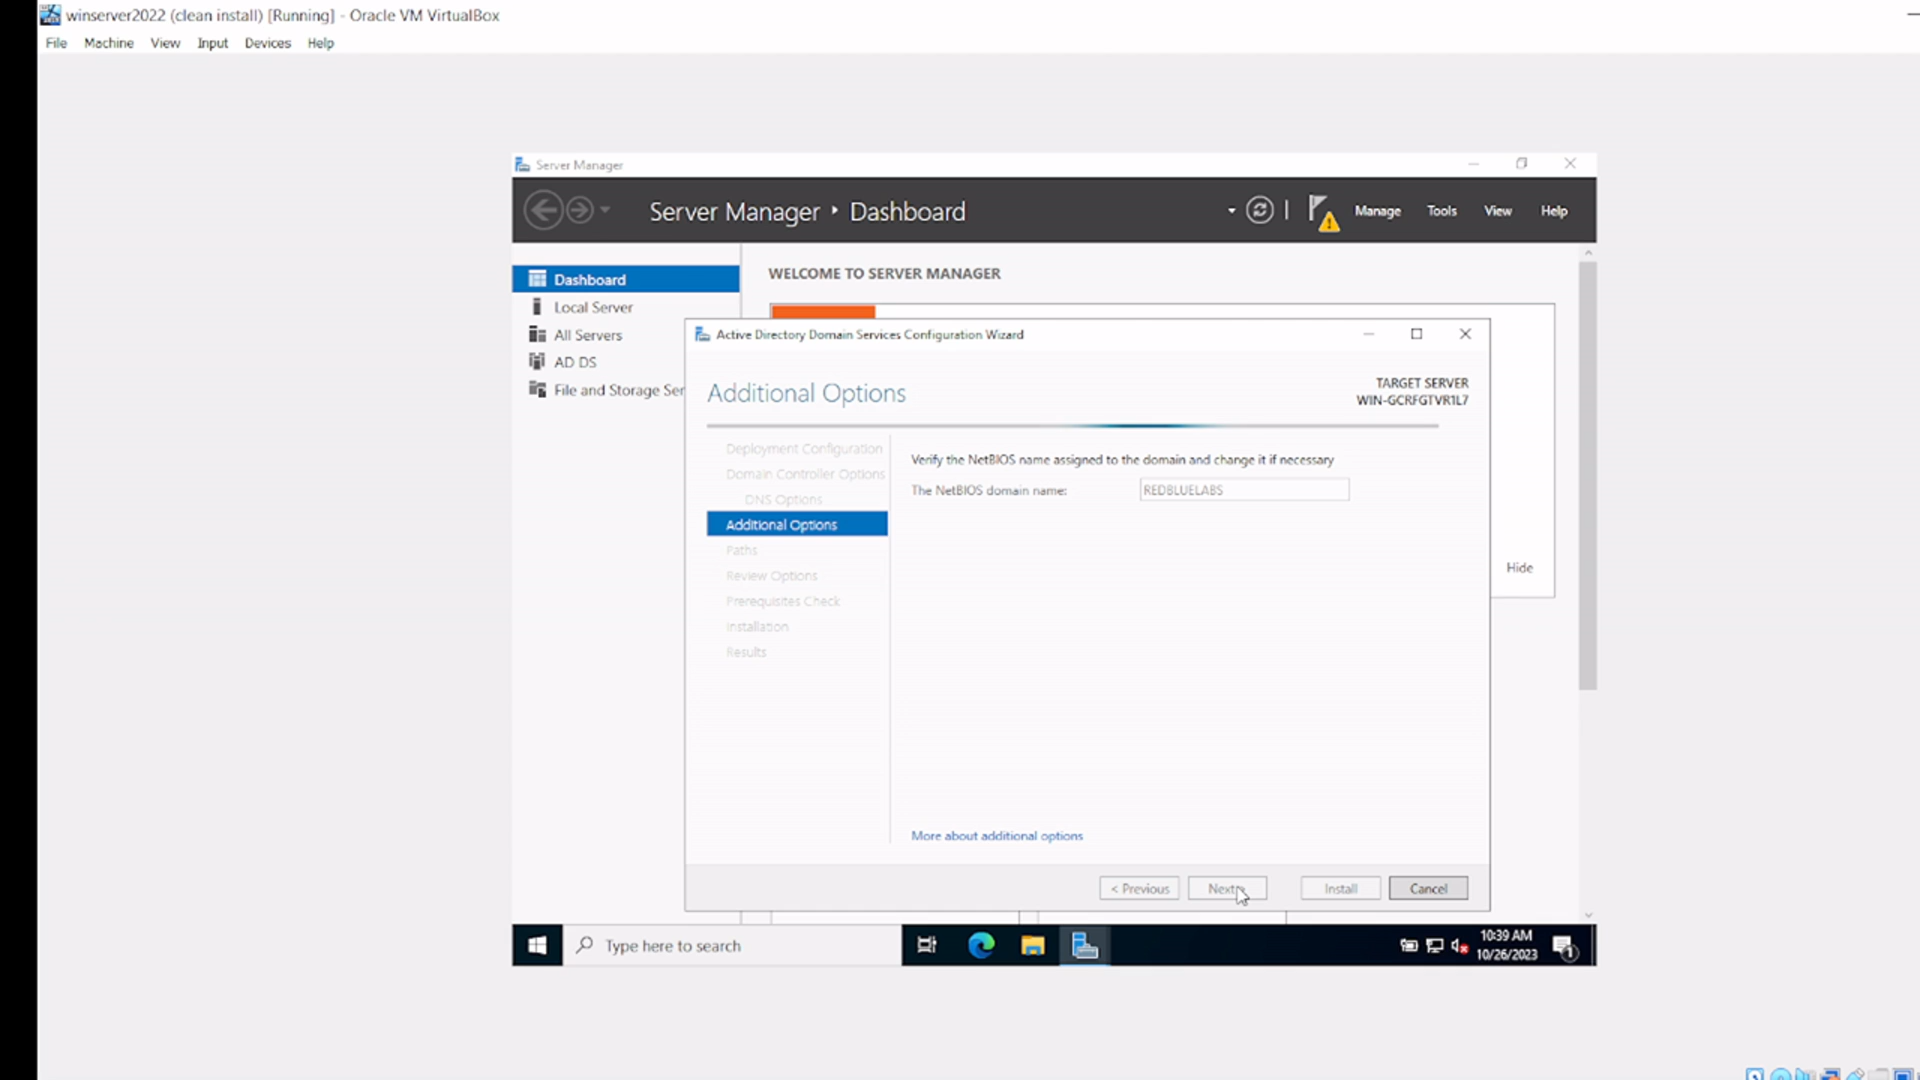 winserver2022 (clean install) [Running] - Oracle VM VirtualBox
File Machine View Input Devices Help
Server Manager
Server Manager • Dashboard
Manage Tools View Help
Dashboard
Local Server
All Servers
AD DS
File and Storage Ser
WELCOME TO SERVER MANAGER
Active Directory Domain Services Configuration Wizard
Additional Options
TARGET SERVER
WIN-GCRFGTVR1L7
Deployment Configuration
Domain Controller Options
DNS Options
Additional Options
Paths
Review Options
Prerequisites Check
Installation
Results
Verify the NetBIOS name assigned to the domain and change it if necessary
The NetBIOS domain name: REDBLUELABS
More about additional options
Hide
< Previous Next > Install Cancel
Type here to search
10:39 AM
10/26/2023
1